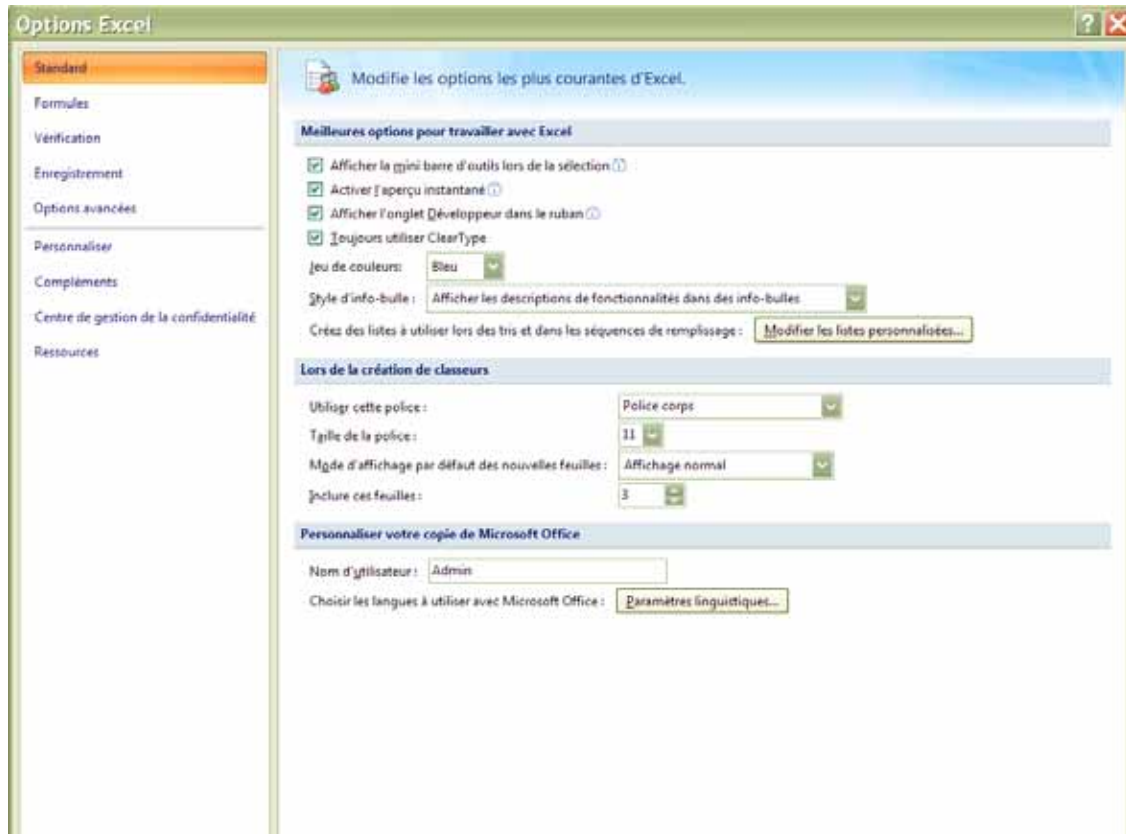 Options Excel
Standard
Formules
Vérification
Enregistrement
Options avancées
Personnaliser
Compléments
Centre de gestion de la confidentialité
Ressources
Modifie les options les plus courantes d'Excel.
Meilleures options pour travailler avec Excel
Afficher la mini barre d'outils lors de la sélection
Activer l'aperçu instantané
Afficher l'onglet Développeur dans le ruban
Toujours utiliser ClearType
Jeu de couleurs: Bleu
Style d'info-bulle : Afficher les descriptions de fonctionnalités dans des info-bulles
Créez des listes à utiliser lors des tris et dans les séquences de remplissage : Modifier les listes personnalisées...
Lors de la création de classeurs
Utiliser cette police : Police corps
Taille de la police : 11
Mode d'affichage par défaut des nouvelles feuilles : Affichage normal
Inclure ces feuilles : 3
Personnaliser votre copie de Microsoft Office
Nom d'utilisateur : Admin
Choisir les langues à utiliser avec Microsoft Office : Paramètres linguistiques...